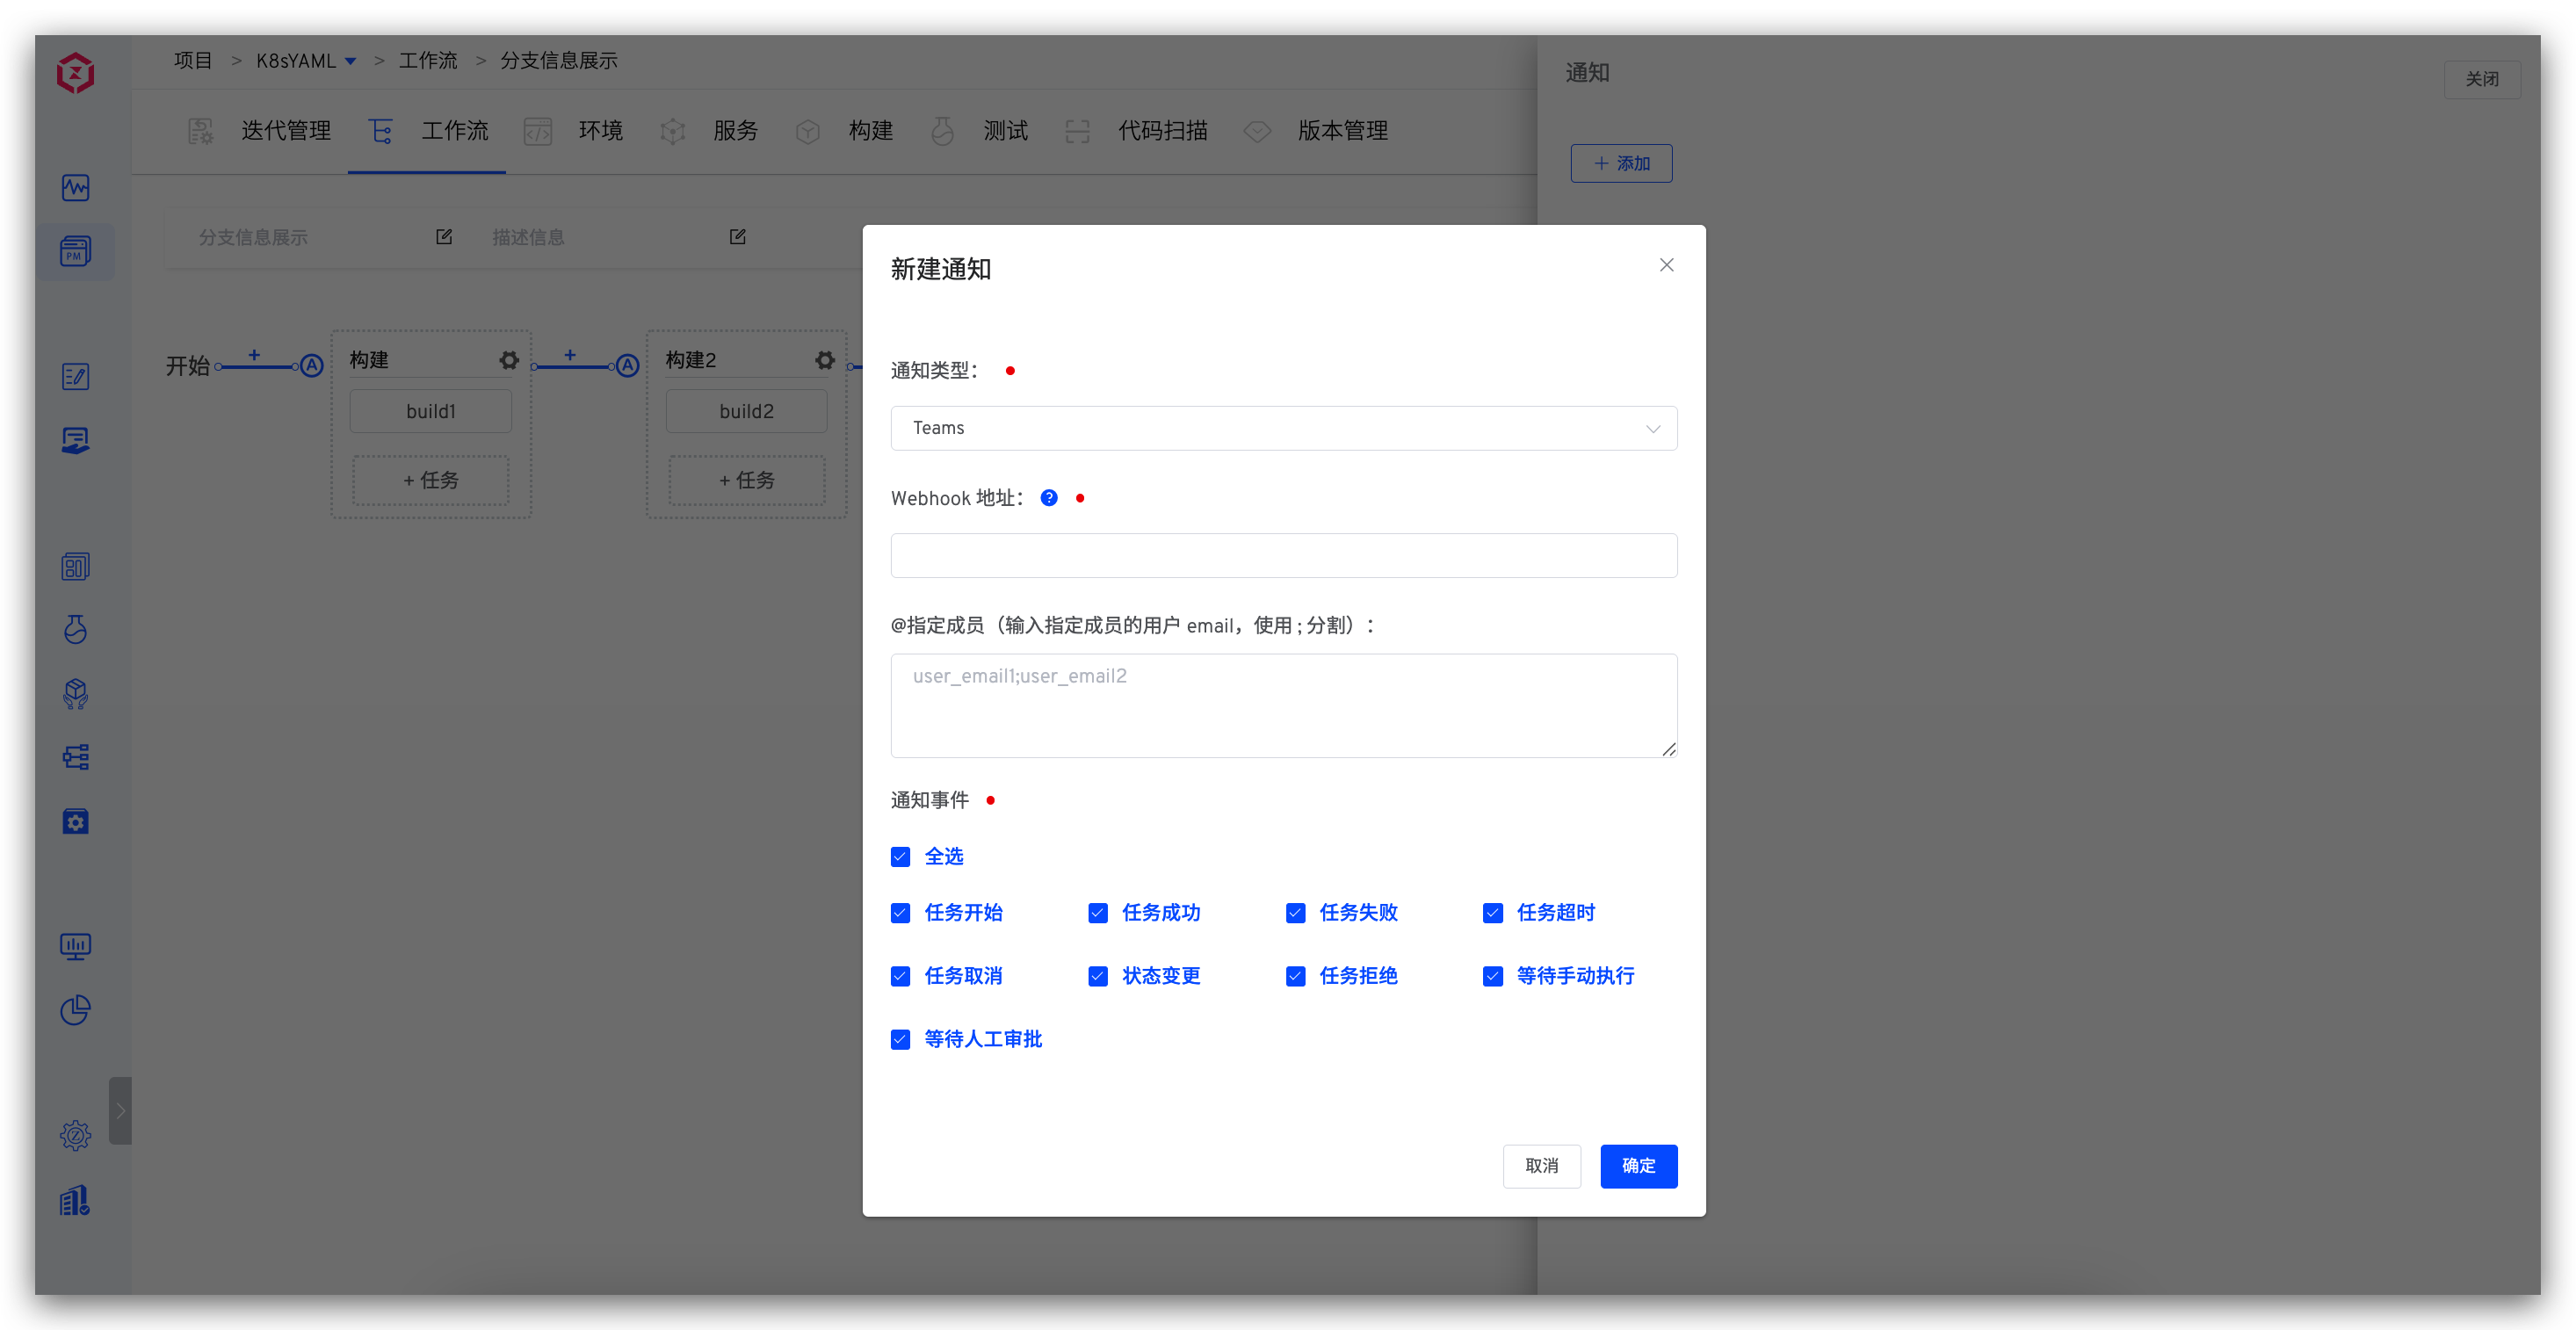 项目 > K8sYAML > 工作流 > 分支信息展示
通知
关闭
迭代管理 工作流 环境 服务 构建 测试 代码扫描 版本管理
+ 添加
分支信息展示 描述信息
PM
开始 + A 构建 + A 构建2
build1 build2
+ 任务 + 任务
新建通知
通知类型：
Teams
Webhook 地址： ?
@指定成员（输入指定成员的用户 email，使用 ; 分割）：
user_email1;user_email2
通知事件
全选
任务开始 任务成功 任务失败 任务超时
任务取消 状态变更 任务拒绝 等待手动执行
等待人工审批
取消 确定